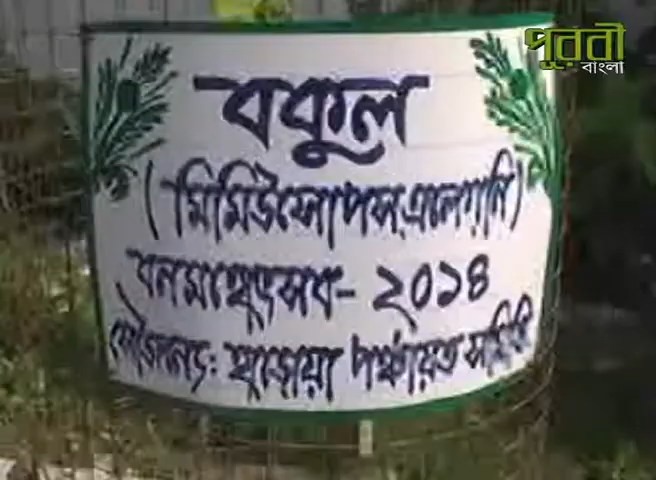 পূরবী
বাংলা
বকুল
(মিমিউসোপস্ এলেগ্নি)
বনমহোৎসব- ২০১৪
সৌজন্যে: পঞ্চায়েত সমিতি